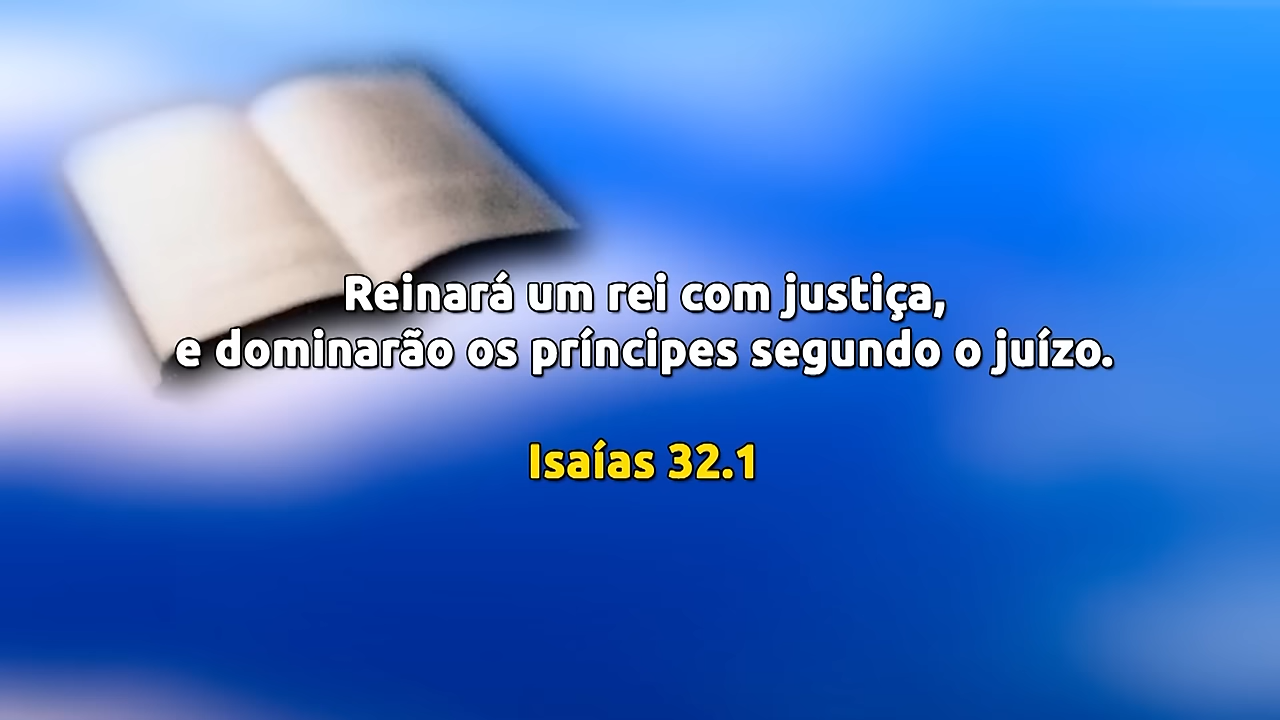 Reinará um rei com justiça,
e dominarão os príncipes segundo o juízo.
Isaías 32.1